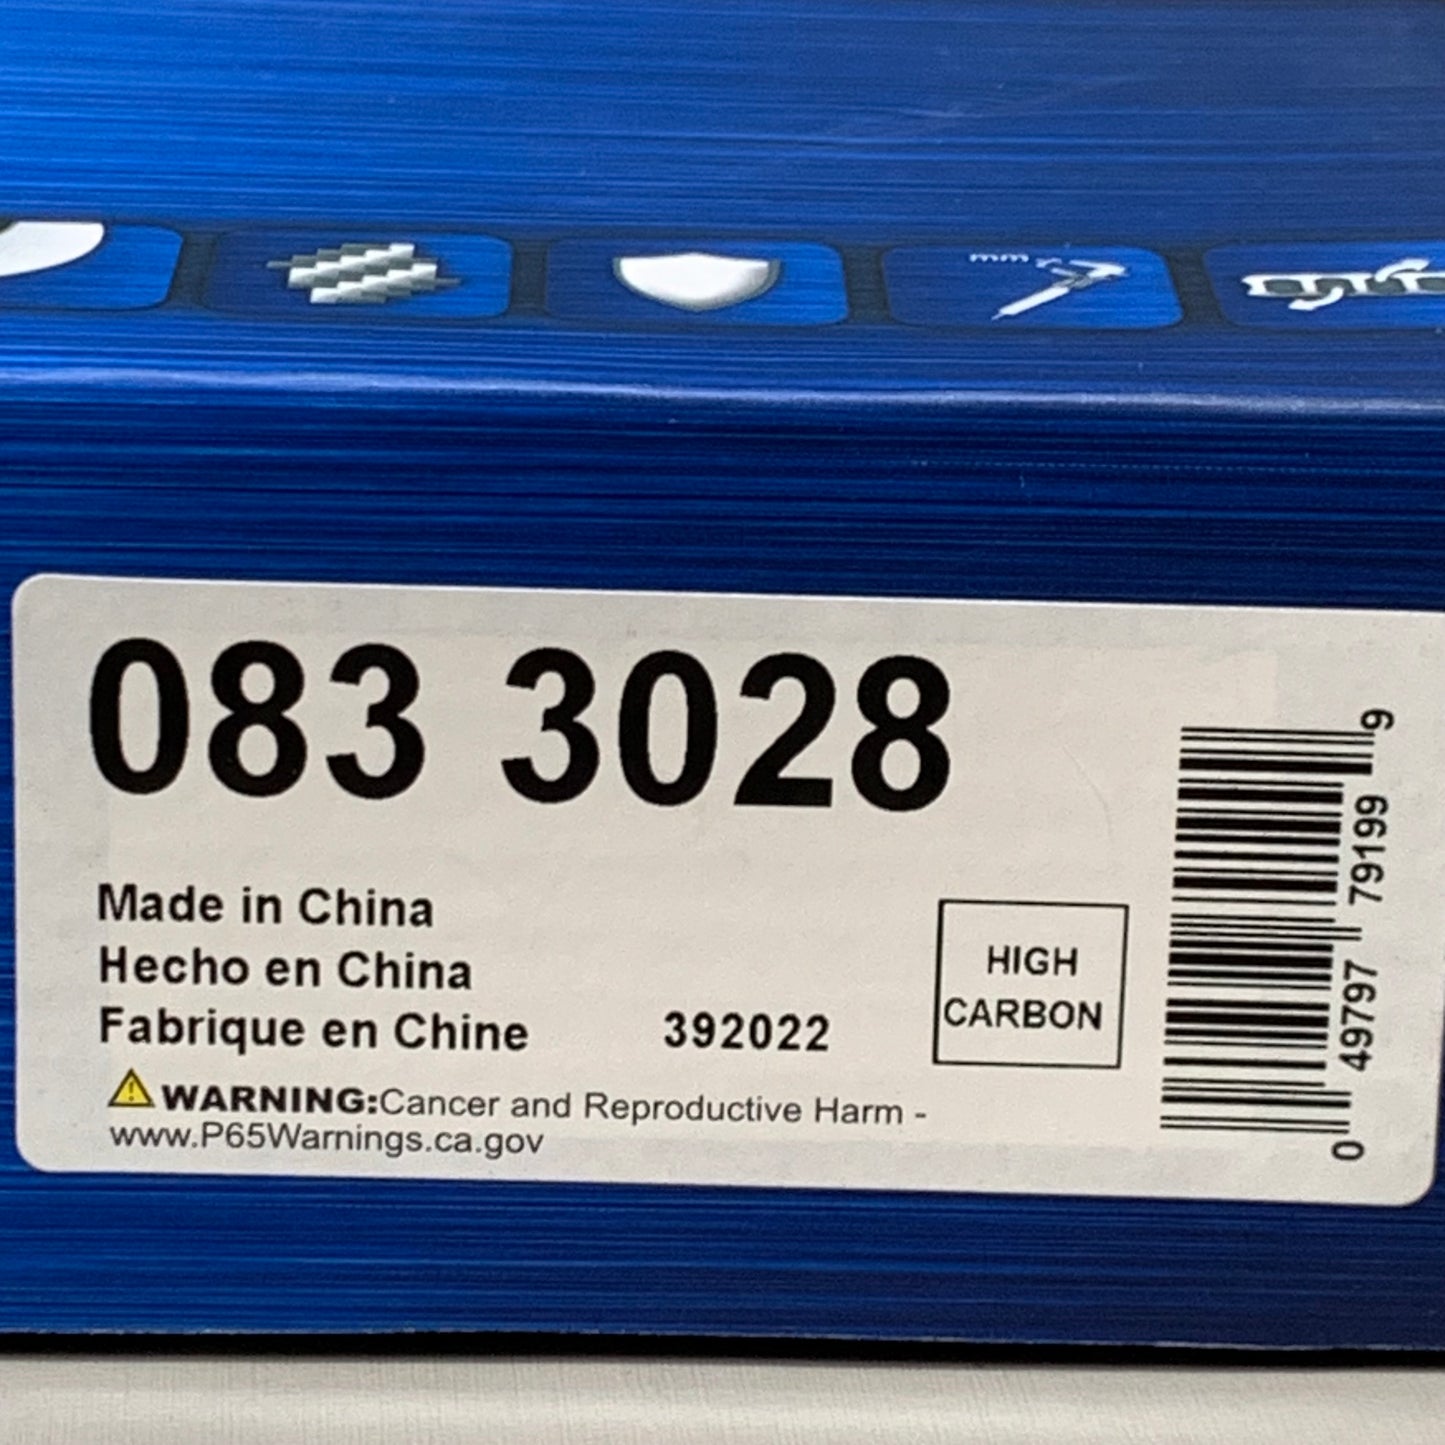 mm
083 3028
Made in China
Hecho en China
Fabrique en Chine
392022
HIGH
CARBON
WARNING:Cancer and Reproductive Harm -
www.P65Warnings.ca.gov
0 49797 79199 9